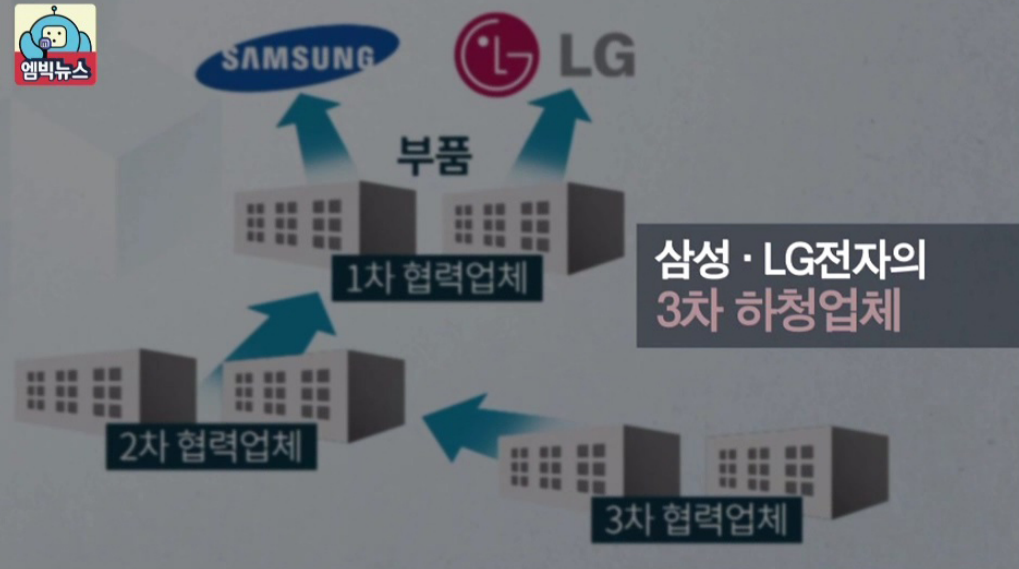 엠빅뉴스
SAMSUNG
LG
부품
1차 협력업체
삼성·LG전자의
3차 하청업체
2차 협력업체
3차 협력업체